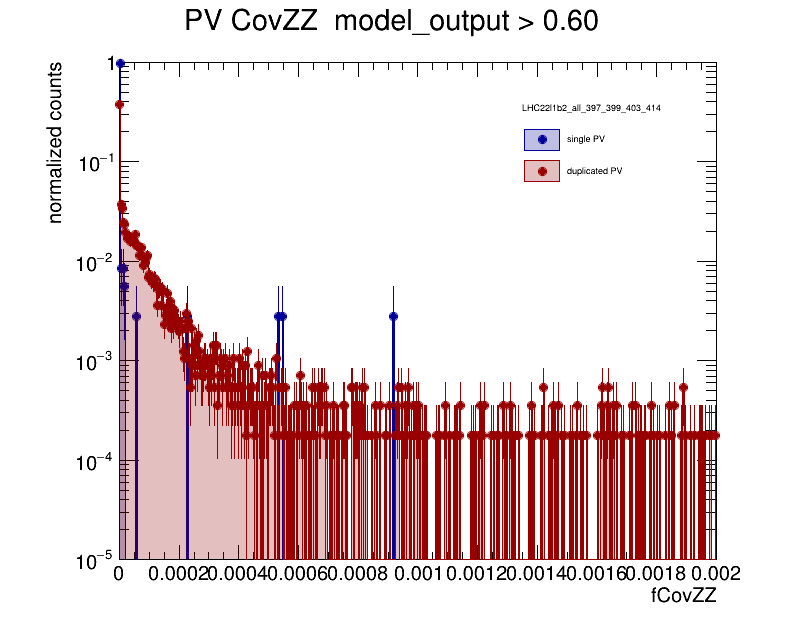 PV CovZZ model_output > 0.60
normalized counts
LHC22l1b2_all_397_399_403_414
single PV
duplicated PV
1
10−1
10−2
10−3
10−4
10−5
0 0.0002 0.0004 0.0006 0.0008 0.001 0.0012 0.0014 0.0016 0.0018 0.002
fCovZZ